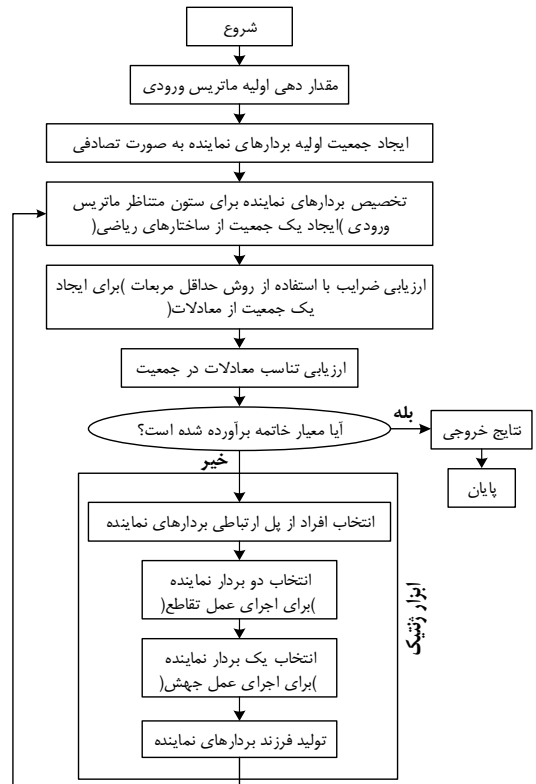 شروع
مقدار دهی اولیه ماتریس ورودی
ایجاد جمعیت اولیه بردارهای نماینده به صورت تصادفی
تخصیص بردارهای نماینده برای ستون متناظر ماتریس
ورودی )ایجاد یک جمعیت از ساختارهای ریاضی(
ارزیابی ضرایب با استفاده از روش حداقل مربعات )برای ایجاد
یک جمعیت از معادلات(
ارزیابی تناسب معادلات در جمعیت
آیا معیار خاتمه برآورده شده است؟
بله
نتایج خروجی
پایان
خیر
انتخاب افراد از پل ارتباطی بردارهای نماینده
انتخاب دو بردار نماینده
)برای اجرای عمل تقاطع(
انتخاب یک بردار نماینده
)برای اجرای عمل جهش(
تولید فرزند بردارهای نماینده
ابزار ژنتیک